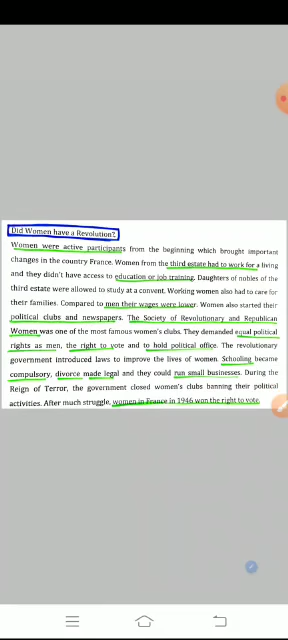 Did Women have a Revolution?
Women were active participants from the beginning which brought important
changes in the country France. Women from the third estate had to work for a living
and they didn't have access to education or job training. Daughters of nobles of the
third estate were allowed to study at a convent. Working women also had to care for
their families. Compared to men their wages were lower. Women also started their
political clubs and newspapers. The Society of Revolutionary and Republican
Women was one of the most famous women's clubs. They demanded equal political
rights as men, the right to vote and to hold political office. The revolutionary
government introduced laws to improve the lives of women. Schooling became
compulsory, divorce made legal and they could run small businesses. During the
Reign of Terror, the government closed women's clubs banning their political
activities. After much struggle, women in France in 1946 won the right to vote.